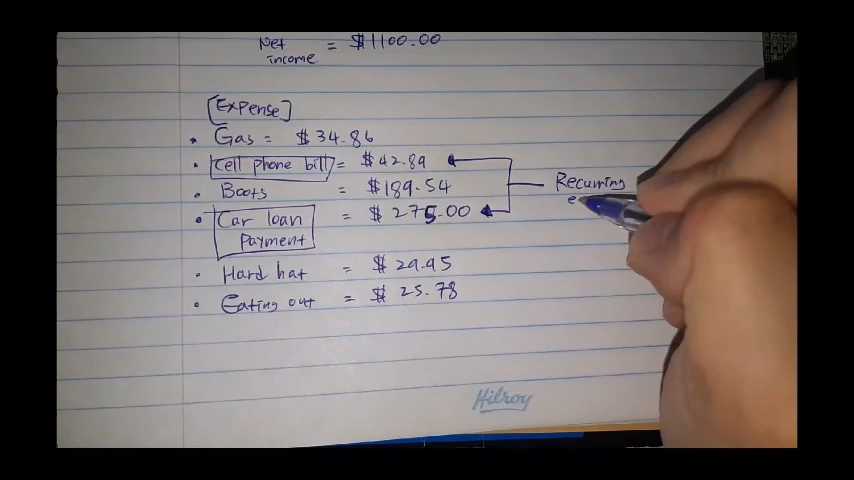 Net = $1100.00
income
[Expense]
• Gas = $34.86
• Cell phone bill = $42.89
Recurring
• Boots = $189.54
e
• Car loan = $275.00
Payment
• Hard hat = $29.95
• Eating out = $25.78
Hilroy